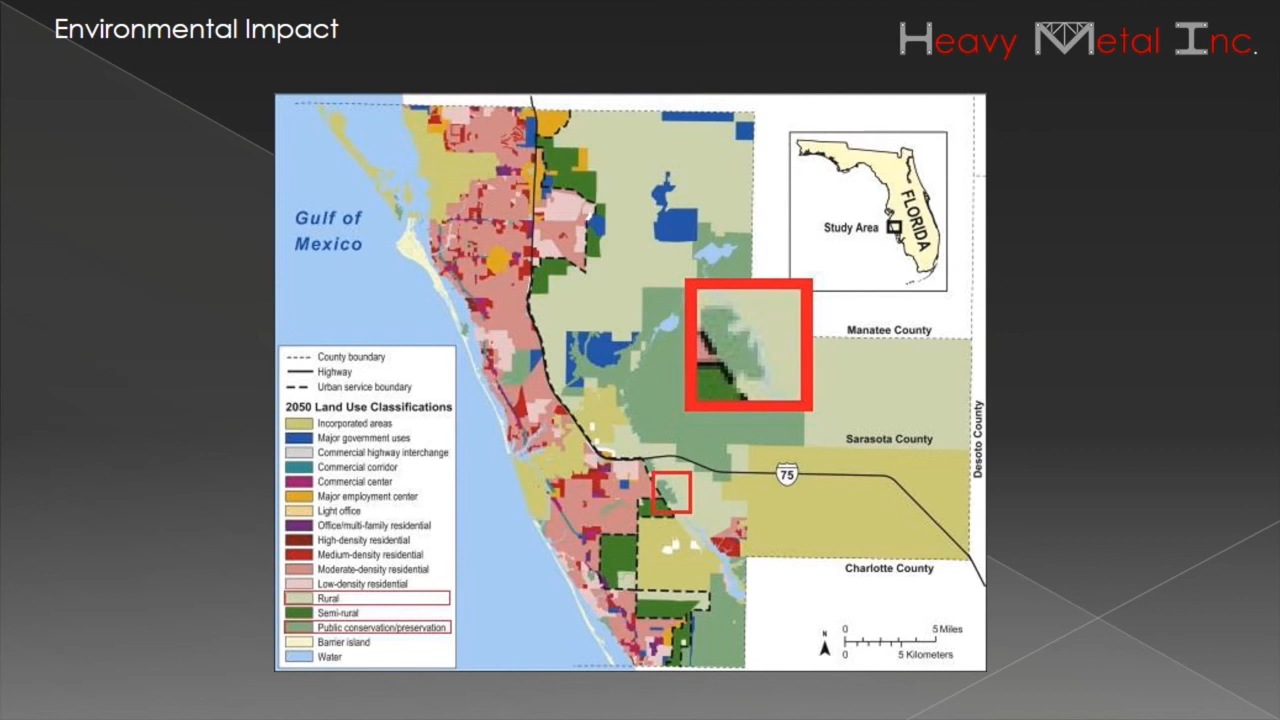 Environmental Impact
Heavy Metal Inc.
Gulf of
Mexico
FLORIDA
Study Area
Manatee County
Sarasota County
Desoto County
75
Charlotte County
County boundary
Highway
Urban service boundary
2050 Land Use Classifications
Incorporated areas
Major government uses
Commercial highway interchange
Commercial corridor
Commercial center
Major employment center
Light office
Office/multi-family residential
High-density residential
Medium-density residential
Moderate-density residential
Low-density residential
Rural
Semi-rural
Public conservation/preservation
Barrier island
Water
N
0 5 Miles
0 5 Kilometers